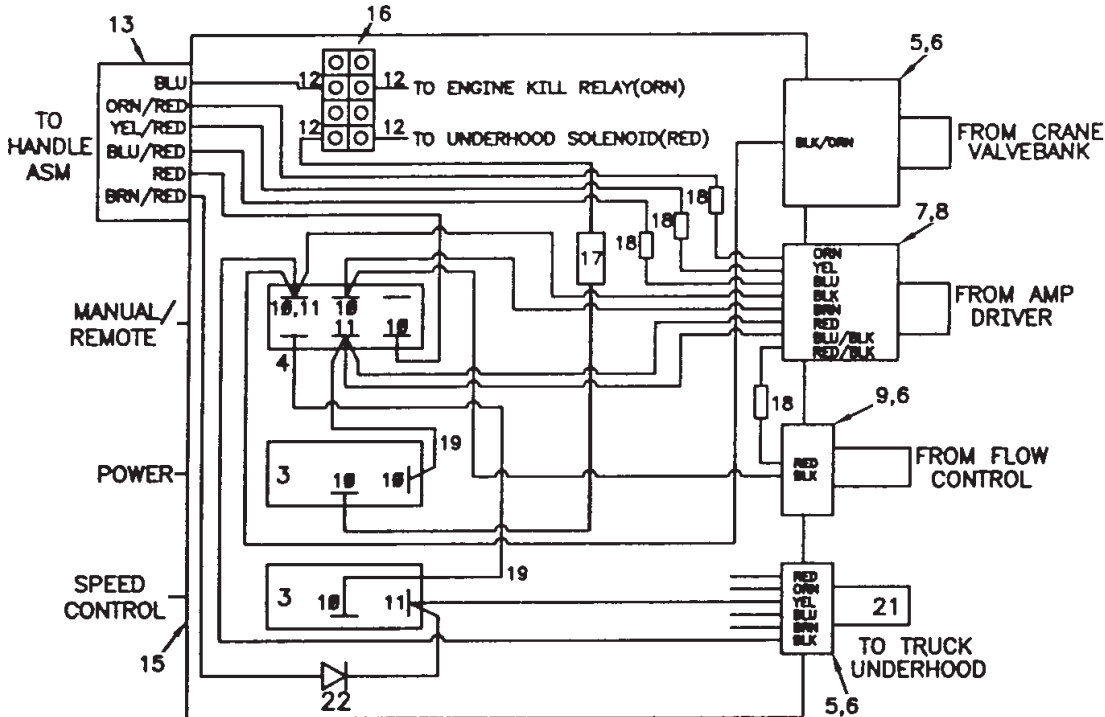 13
16
5,6
BLU
12
12
TO ENGINE KILL RELAY(ORN)
ORN/RED
TO
HANDLE
ASM
YEL/RED
12
12
TO UNDERHOOD SOLENOID(RED)
BLU/RED
RED
BRN/RED
BLK/ORN
FROM CRANE
VALVEBANK
18
18
18
17
7,8
ORN
YEL
BLU
BLK
BRN
RED
BLU/BLK
RED/BLK
FROM AMP
DRIVER
MANUAL/
REMOTE
10,11
10
11
10
4
18
9,6
19
POWER
3
10
10
RED
BLK
FROM FLOW
CONTROL
SPEED
CONTROL
3
10
11
19
RED
ORN
YEL
BLU
BRN
BLK
21
TO TRUCK
UNDERHOOD
15
22
5,6